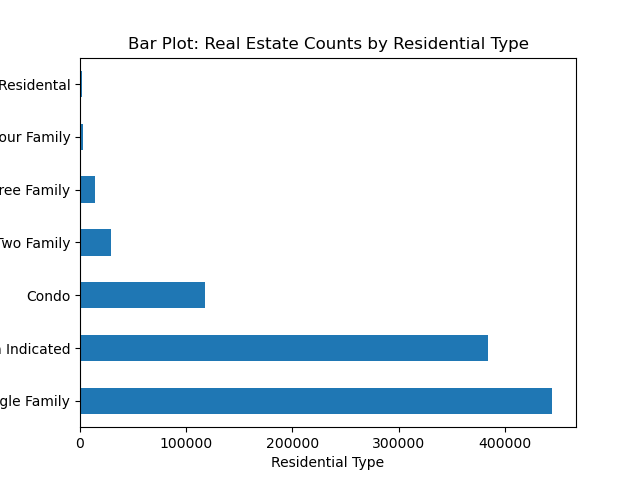 Bar Plot: Real Estate Counts by Residential Type
Residental
our Family
ree Family
Two Family
Condo
Indicated
gle Family
0 100000 200000 300000 400000
Residential Type